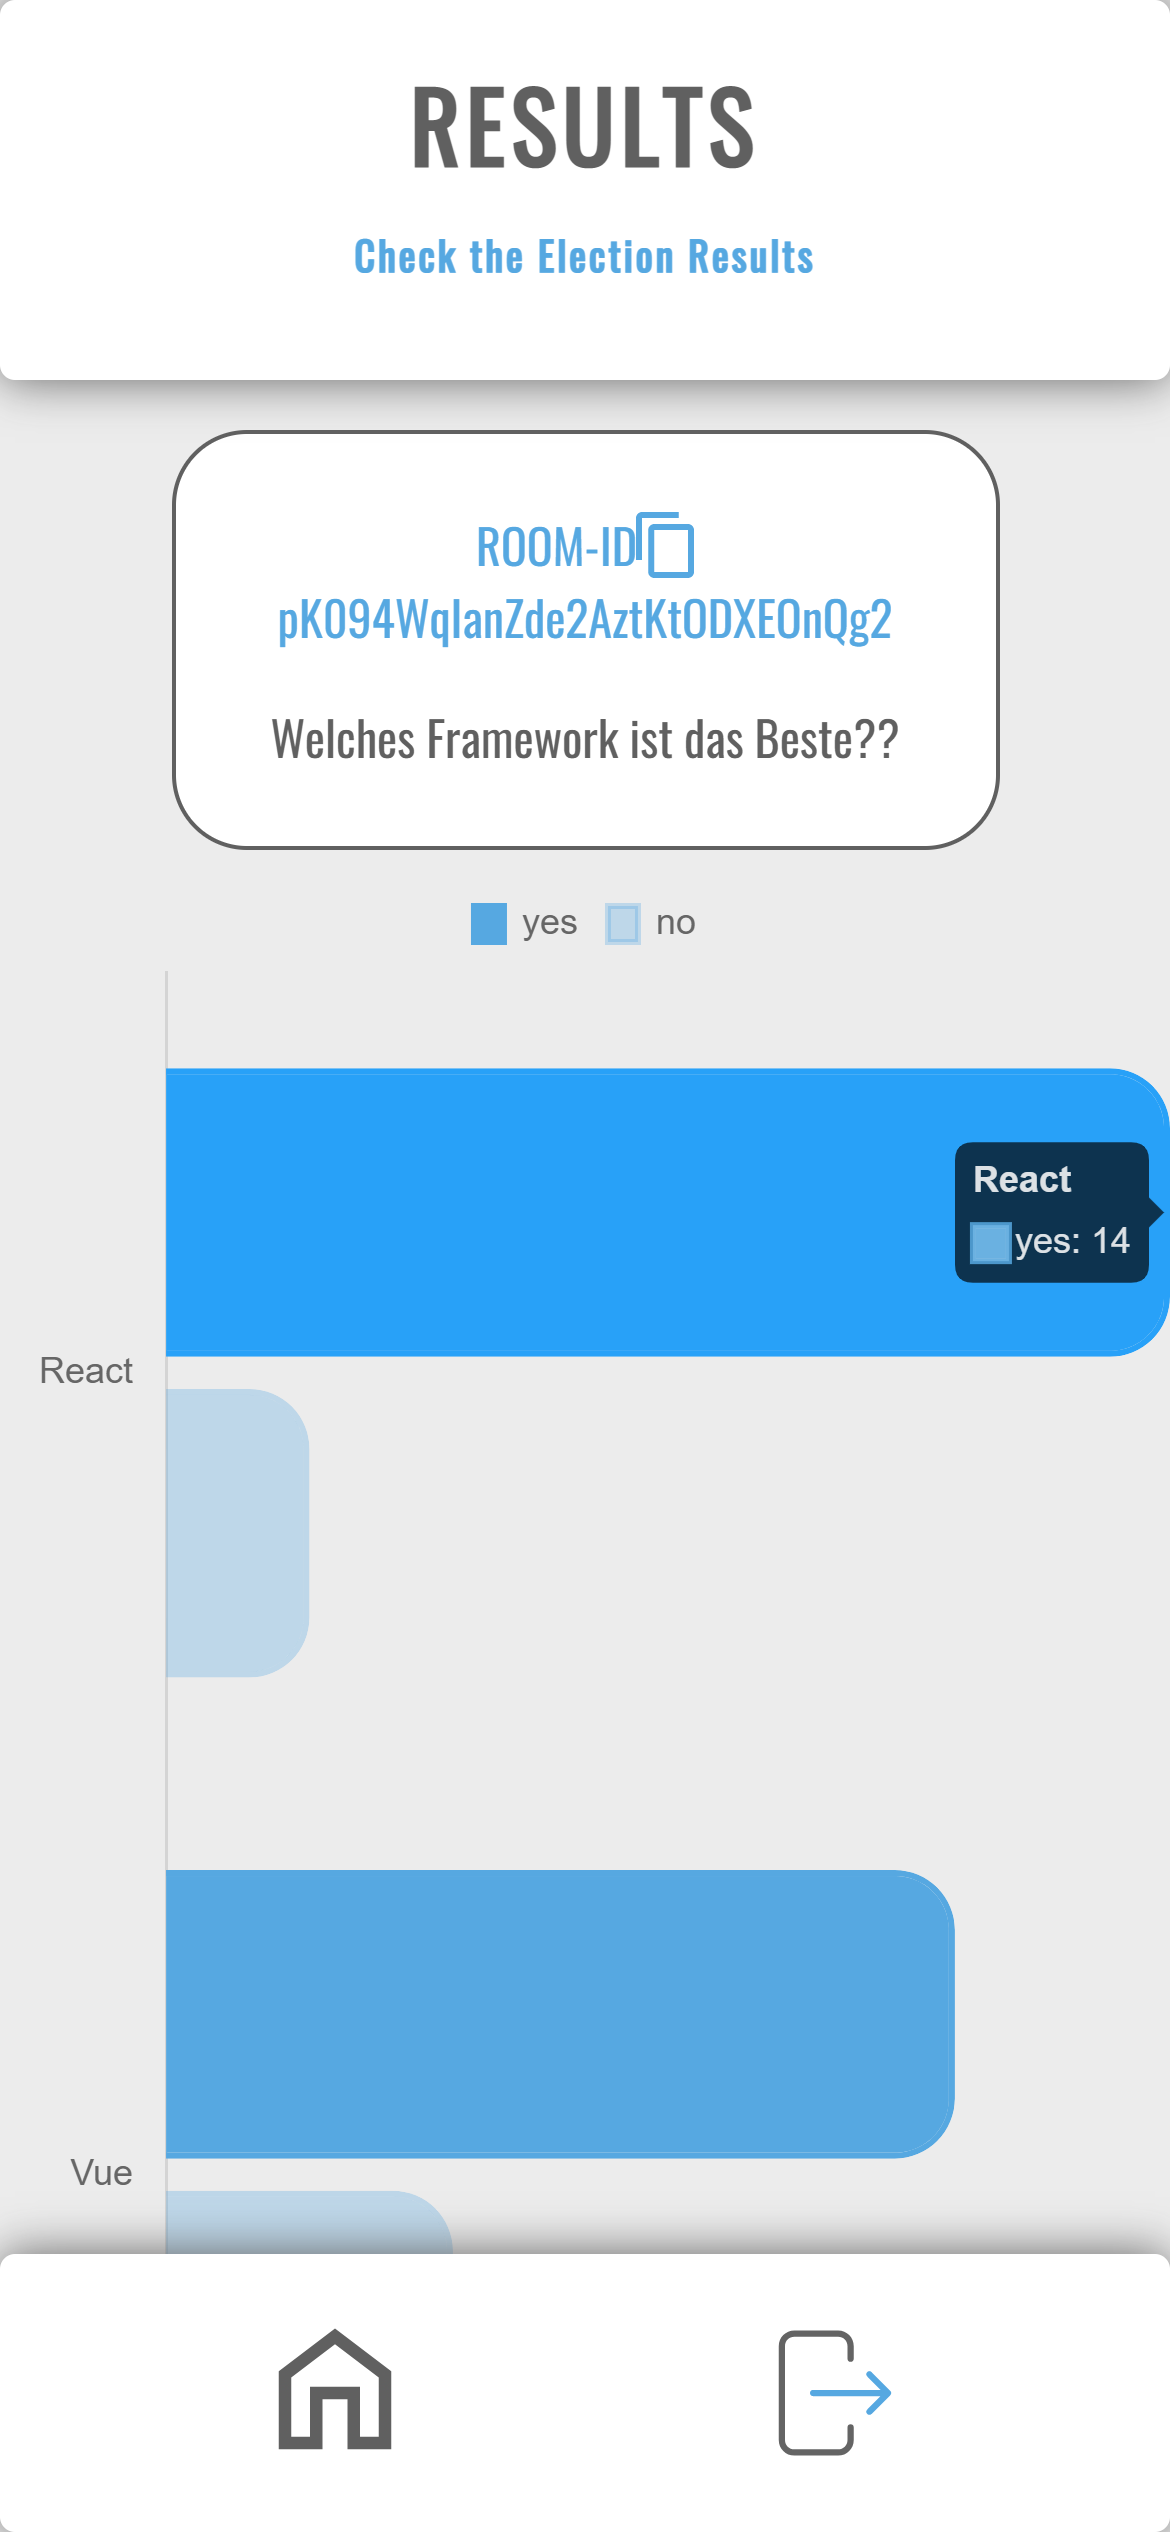 RESULTS
Check the Election Results
ROOM-ID
pK094WqlanZde2AztKtODXEOnQg2
Welches Framework ist das Beste??
yes no
React
yes: 14
React
Vue